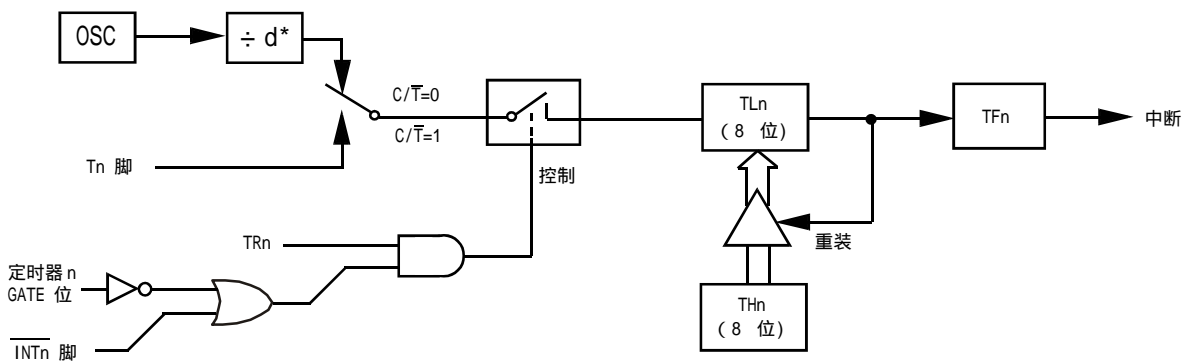 OSC
÷ d*
C/T̅=0
C/T̅=1
Tn 脚
控制
TLn
(8 位)
TFn
中断
重装
TRn
定时器n
GATE 位
I̅N̅T̅n̅ 脚
THn
(8 位)